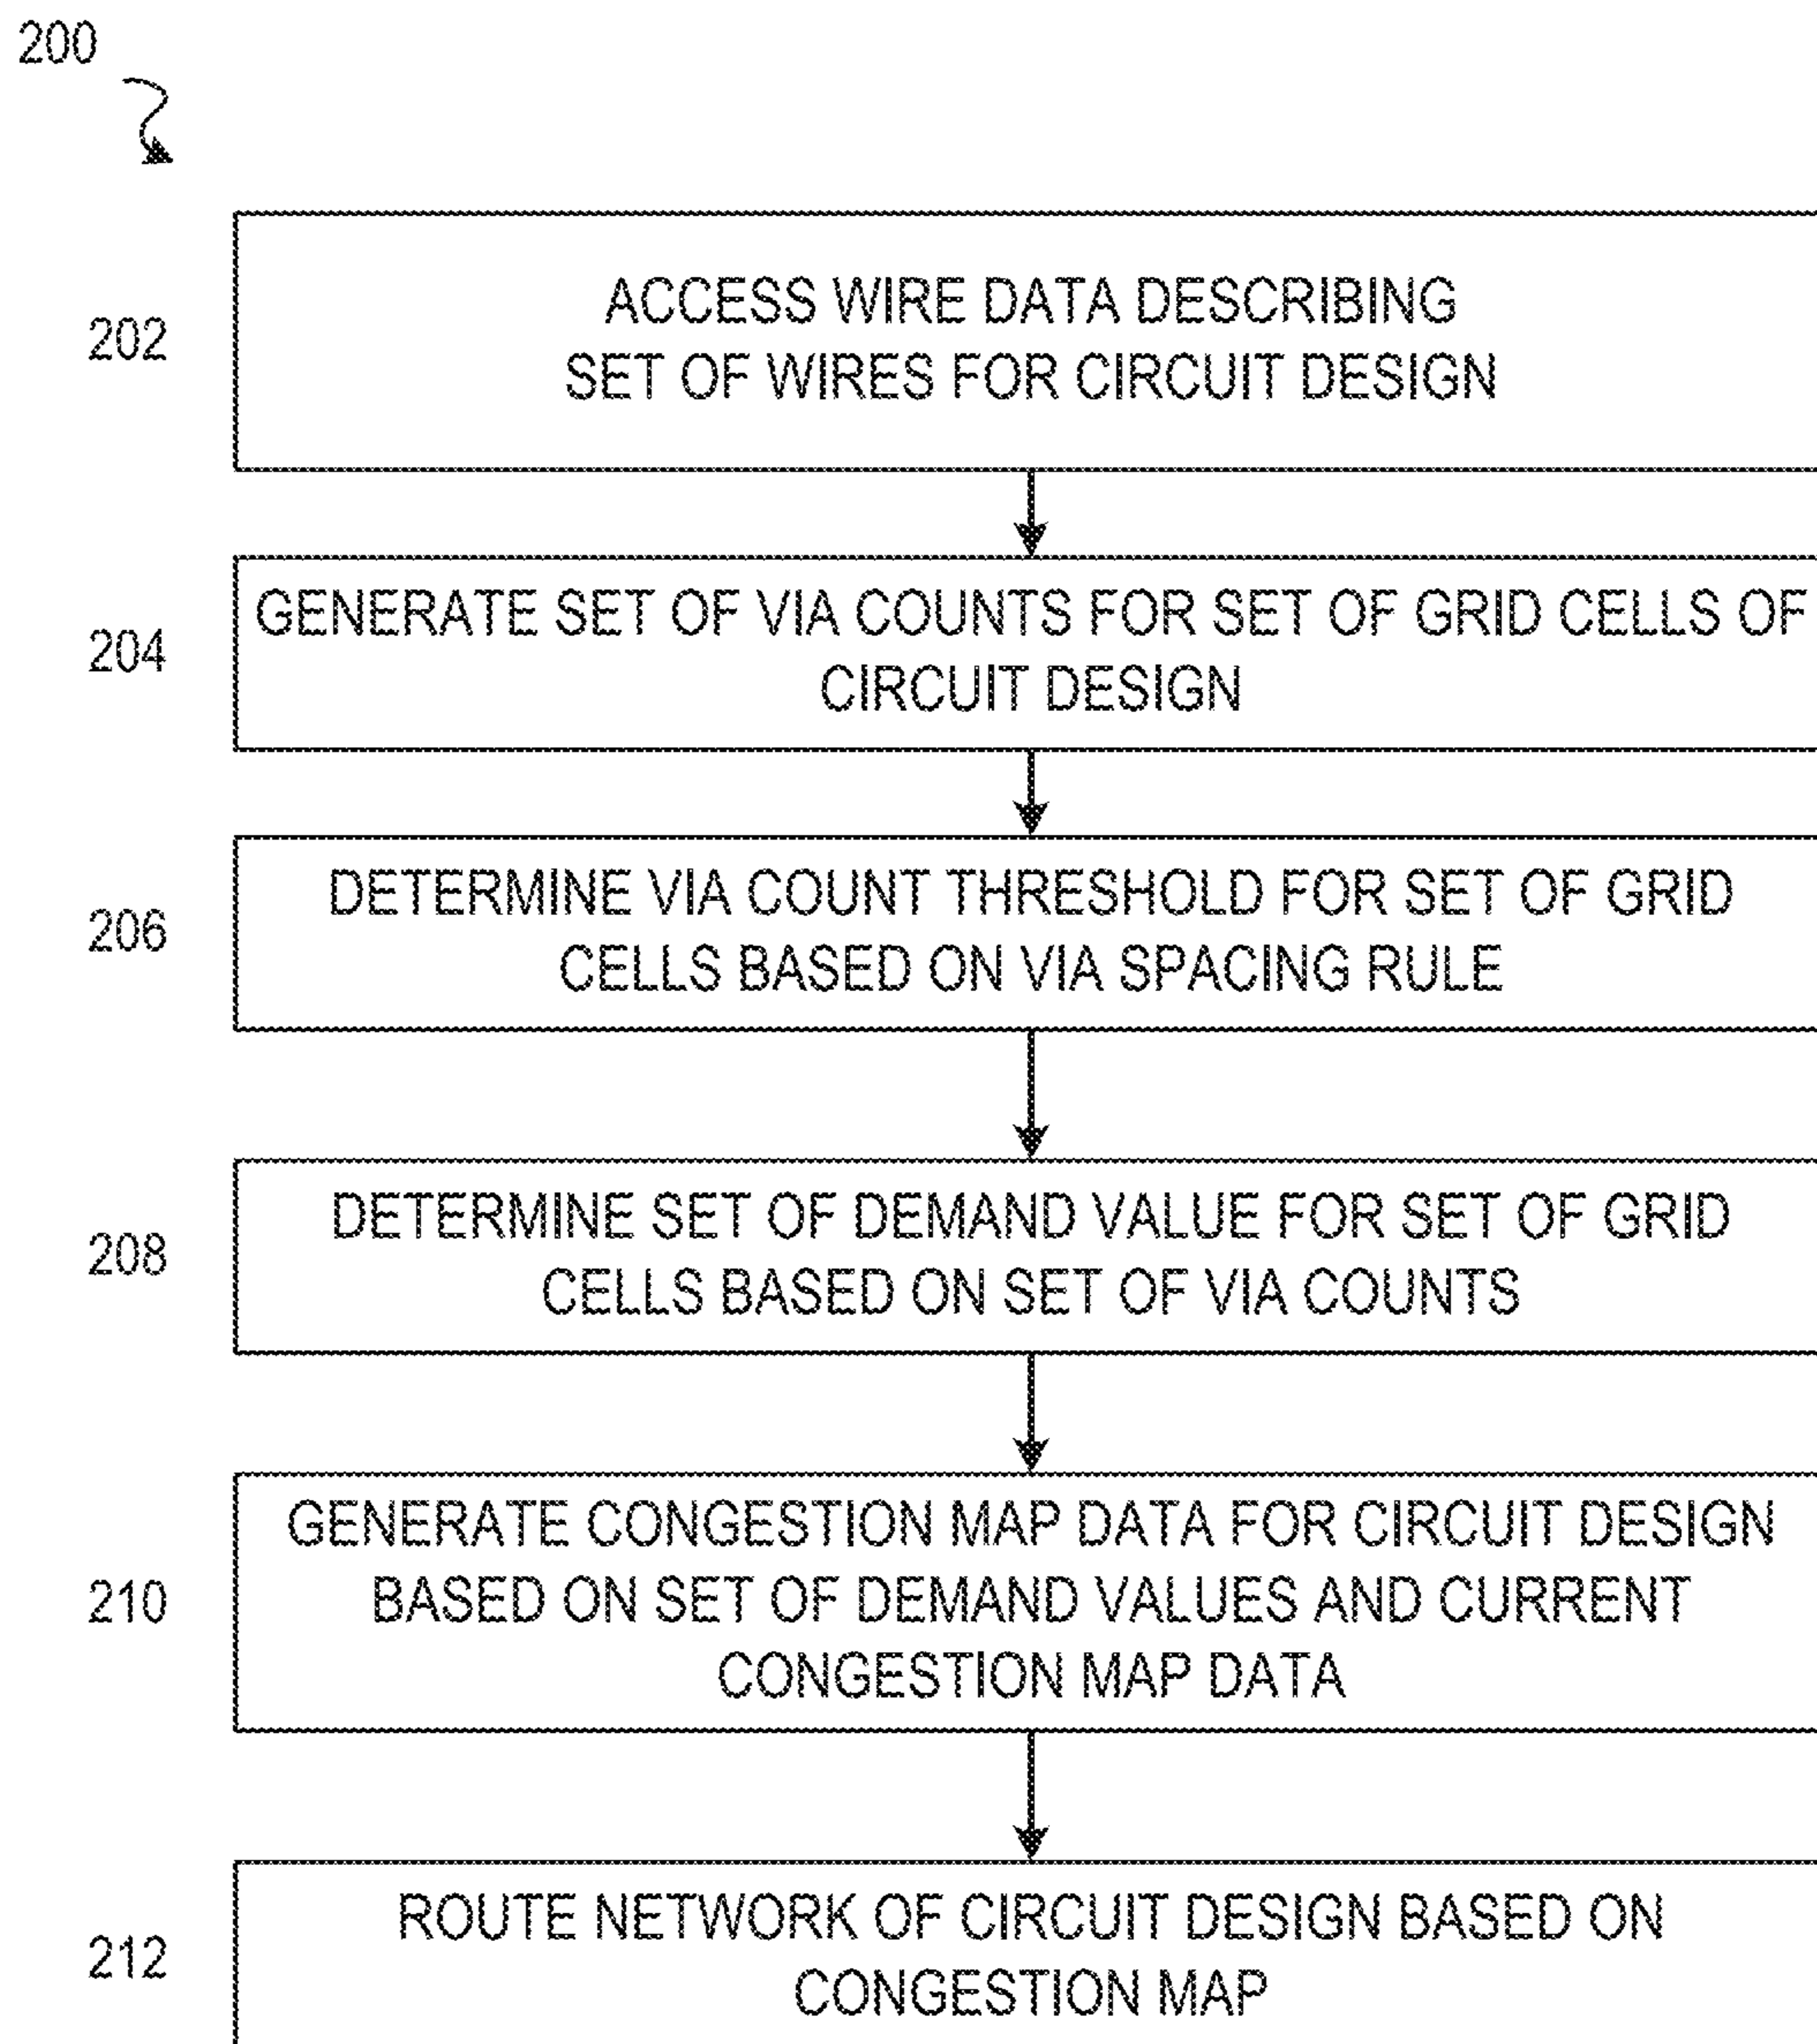 200
202
ACCESS WIRE DATA DESCRIBING
SET OF WIRES FOR CIRCUIT DESIGN
204
GENERATE SET OF VIA COUNTS FOR SET OF GRID CELLS OF
CIRCUIT DESIGN
206
DETERMINE VIA COUNT THRESHOLD FOR SET OF GRID
CELLS BASED ON VIA SPACING RULE
208
DETERMINE SET OF DEMAND VALUE FOR SET OF GRID
CELLS BASED ON SET OF VIA COUNTS
210
GENERATE CONGESTION MAP DATA FOR CIRCUIT DESIGN
BASED ON SET OF DEMAND VALUES AND CURRENT
CONGESTION MAP DATA
212
ROUTE NETWORK OF CIRCUIT DESIGN BASED ON
CONGESTION MAP